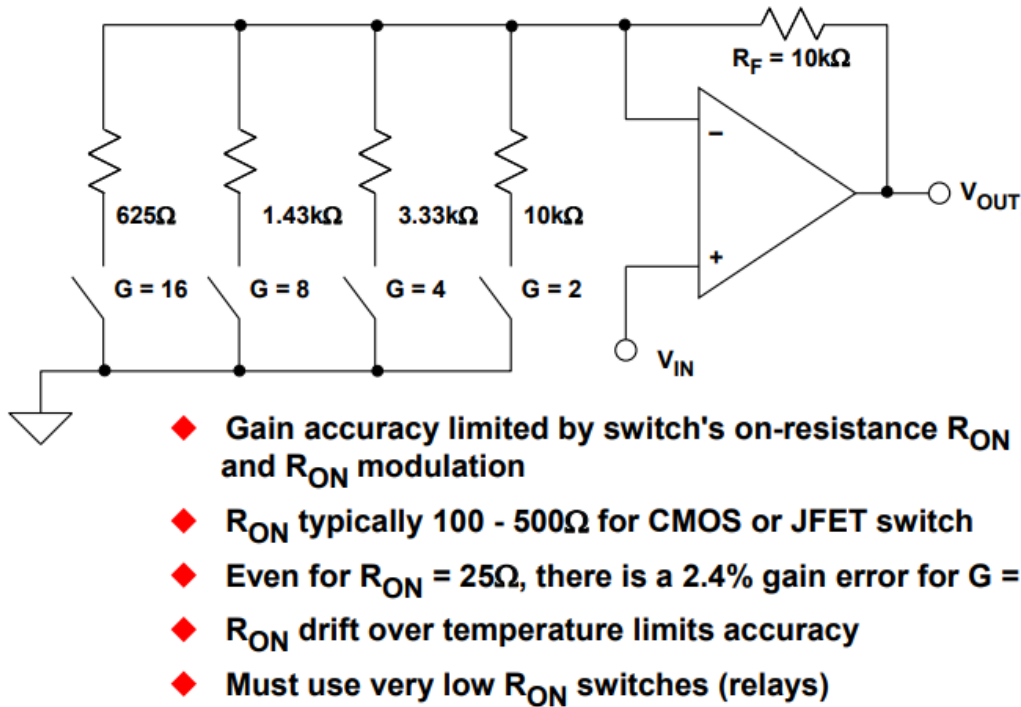 R_F = 10kΩ
625Ω
1.43kΩ
3.33kΩ
10kΩ
−
V_OUT
+
G = 16
G = 8
G = 4
G = 2
V_IN
◆ Gain accuracy limited by switch's on-resistance R_ON
and R_ON modulation
◆ R_ON typically 100 - 500Ω for CMOS or JFET switch
◆ Even for R_ON = 25Ω, there is a 2.4% gain error for G =
◆ R_ON drift over temperature limits accuracy
◆ Must use very low R_ON switches (relays)